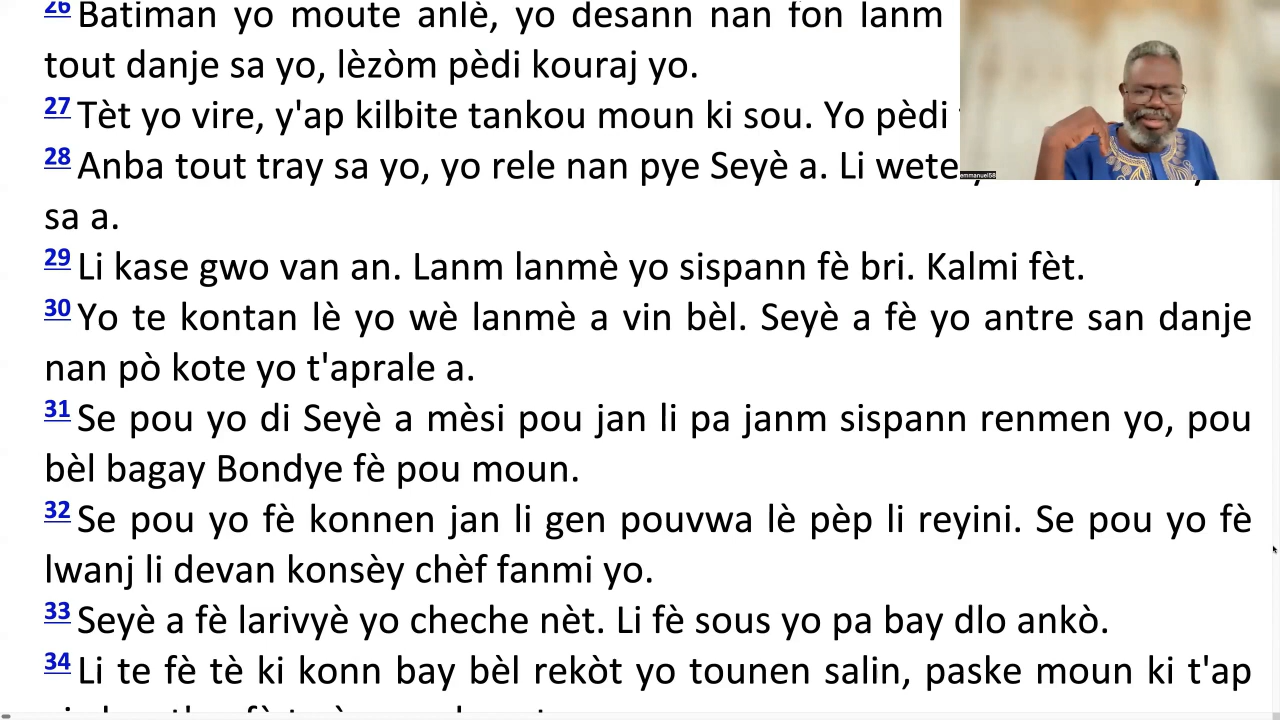 26 Batiman yo moute anlè, yo desann nan fon lanm
tout danje sa yo, lèzòm pèdi kouraj yo.
27 Tèt yo vire, y'ap kilbite tankou moun ki sou. Yo pèdi
28 Anba tout tray sa yo, yo rele nan pye Seyè a. Li wete
emmanuel58
sa a.
29 Li kase gwo van an. Lanm lanmè yo sispann fè bri. Kalmi fèt.
30 Yo te kontan lè yo wè lanmè a vin bèl. Seyè a fè yo antre san danje
nan pò kote yo t'aprale a.
31 Se pou yo di Seyè a mèsi pou jan li pa janm sispann renmen yo, pou
bèl bagay Bondye fè pou moun.
32 Se pou yo fè konnen jan li gen pouvwa lè pèp li reyini. Se pou yo fè
lwanj li devan konsèy chèf fanmi yo.
33 Seyè a fè larivyè yo cheche nèt. Li fè sous yo pa bay dlo ankò.
34 Li te fè tè ki konn bay bèl rekòt yo tounen salin, paske moun ki t'ap